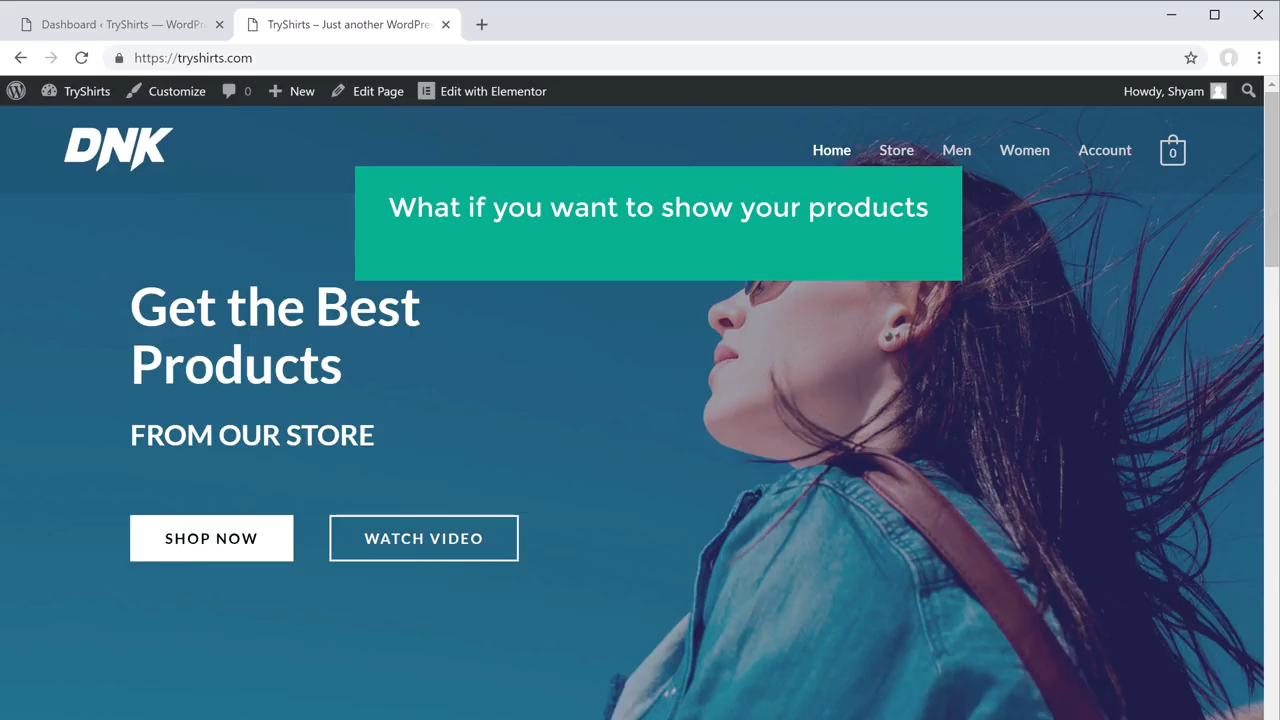 Dashboard ‹ TryShirts — WordPr
TryShirts – Just another WordPre
https://tryshirts.com
TryShirts
Customize
0
New
Edit Page
Edit with Elementor
Howdy, Shyam
DNK
Home
Store
Men
Women
Account
0
What if you want to show your products
Get the Best
Products
FROM OUR STORE
SHOP NOW
WATCH VIDEO